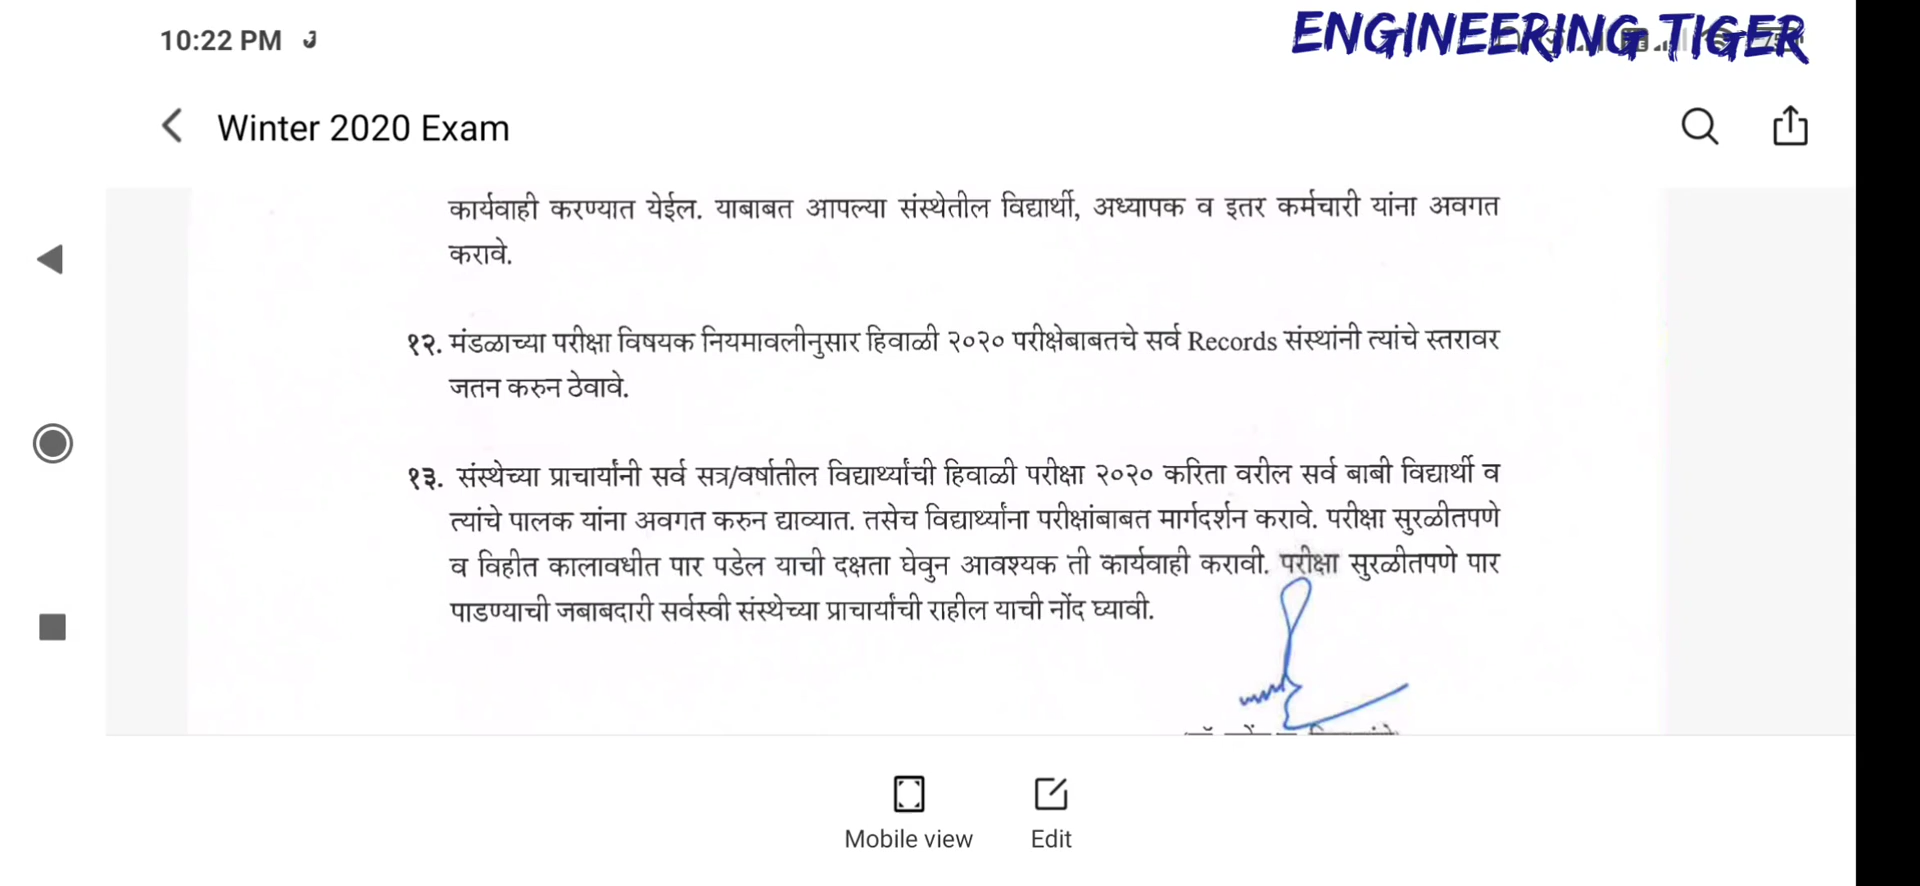 10:22 PM
ENGINEERING TIGER
Winter 2020 Exam
कार्यवाही करण्यात येईल. याबाबत आपल्या संस्थेतील विद्यार्थी, अध्यापक व इतर कर्मचारी यांना अवगत
करावे.
१२. मंडळाच्या परीक्षा विषयक नियमावलीनुसार हिवाळी २०२० परीक्षेबाबतचे सर्व Records संस्थांनी त्यांचे स्तरावर
जतन करुन ठेवावे.
१३. संस्थेच्या प्राचार्यांनी सर्व सत्र/वर्षातील विद्यार्थ्यांची हिवाळी परीक्षा २०२० करिता वरील सर्व बाबी विद्यार्थी व
त्यांचे पालक यांना अवगत करुन द्याव्यात. तसेच विद्यार्थ्यांना परीक्षांबाबत मार्गदर्शन करावे. परीक्षा सुरळीतपणे
व विहीत कालावधीत पार पडेल याची दक्षता घेवुन आवश्यक ती कार्यवाही करावी. परीक्षा सुरळीतपणे पार
पाडण्याची जबाबदारी सर्वस्वी संस्थेच्या प्राचार्यांची राहील याची नोंद घ्यावी.
Mobile view
Edit